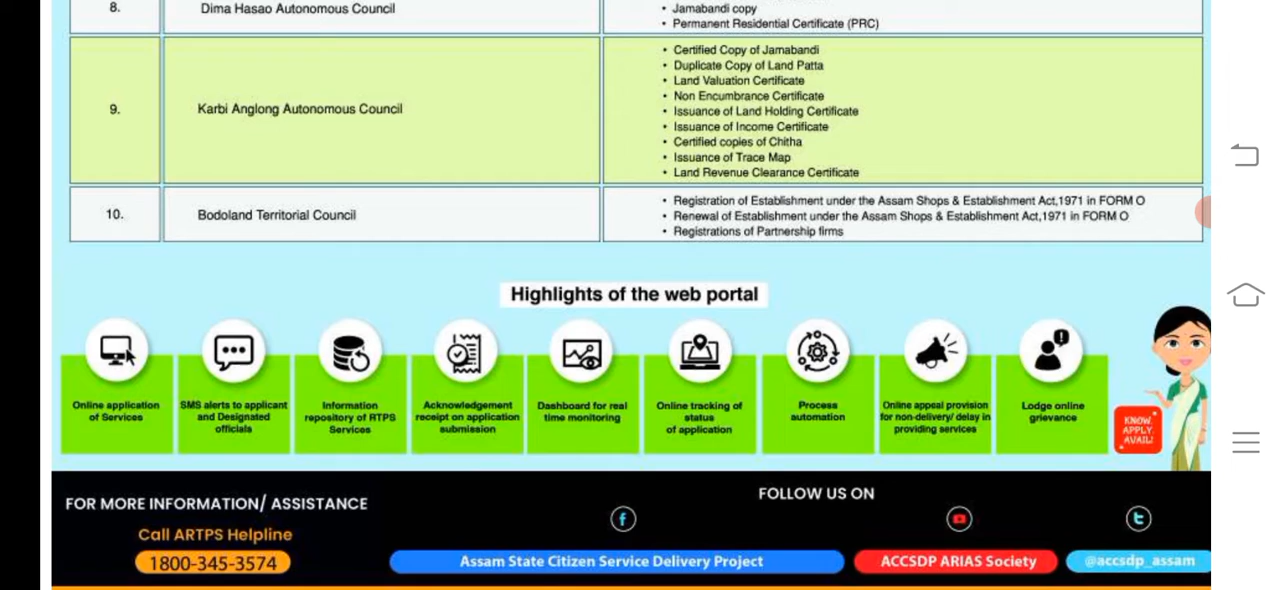 8.
Dima Hasao Autonomous Council
• Jamabandi copy
• Permanent Residential Certificate (PRC)
9.
Karbi Anglong Autonomous Council
• Certified Copy of Jamabandi
• Duplicate Copy of Land Patta
• Land Valuation Certificate
• Non Encumbrance Certificate
• Issuance of Land Holding Certificate
• Issuance of Income Certificate
• Certified copies of Chitha
• Issuance of Trace Map
• Land Revenue Clearance Certificate
10.
Bodoland Territorial Council
• Registration of Establishment under the Assam Shops & Establishment Act,1971 in FORM O
• Renewal of Establishment under the Assam Shops & Establishment Act,1971 in FORM O
• Registrations of Partnership firms
Highlights of the web portal
Online application
of Services
SMS alerts to applicant
and Designated
officials
Information
repository of RTPS
Services
Acknowledgement
receipt on application
submission
Dashboard for real
time monitoring
Online tracking of
status
of application
Process
automation
Online appeal provision
for non-delivery/ delay in
providing services
Lodge online
grievance
KNOW.
APPLY.
AVAIL!
FOR MORE INFORMATION/ ASSISTANCE
Call ARTPS Helpline
1800-345-3574
FOLLOW US ON
Assam State Citizen Service Delivery Project
ACCSDP ARIAS Society
@accsdp_assam